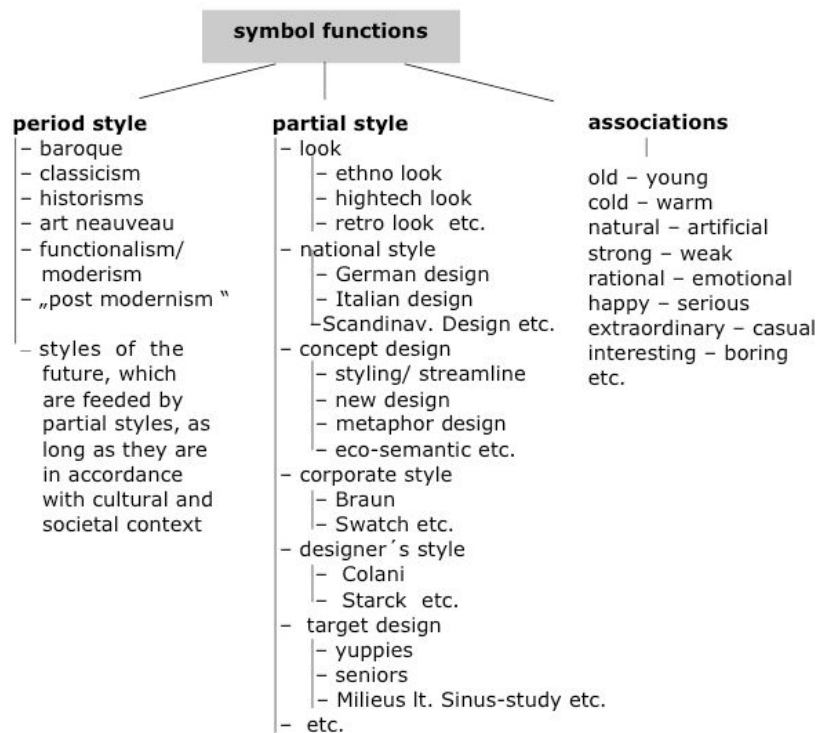 symbol functions
period style
– baroque
– classicism
– historisms
– art neauveau
– functionalism/
moderism
– „post modernism “
– styles of the
future, which
are feeded by
partial styles, as
long as they are
in accordance
with cultural and
societal context
partial style
– look
– ethno look
– hightech look
– retro look etc.
– national style
– German design
– Italian design
–Scandinav. Design etc.
– concept design
– styling/ streamline
– new design
– metaphor design
– eco-semantic etc.
– corporate style
– Braun
– Swatch etc.
– designer´s style
– Colani
– Starck etc.
– target design
– yuppies
– seniors
– Milieus lt. Sinus-study etc.
– etc.
associations
old – young
cold – warm
natural – artificial
strong – weak
rational – emotional
happy – serious
extraordinary – casual
interesting – boring
etc.